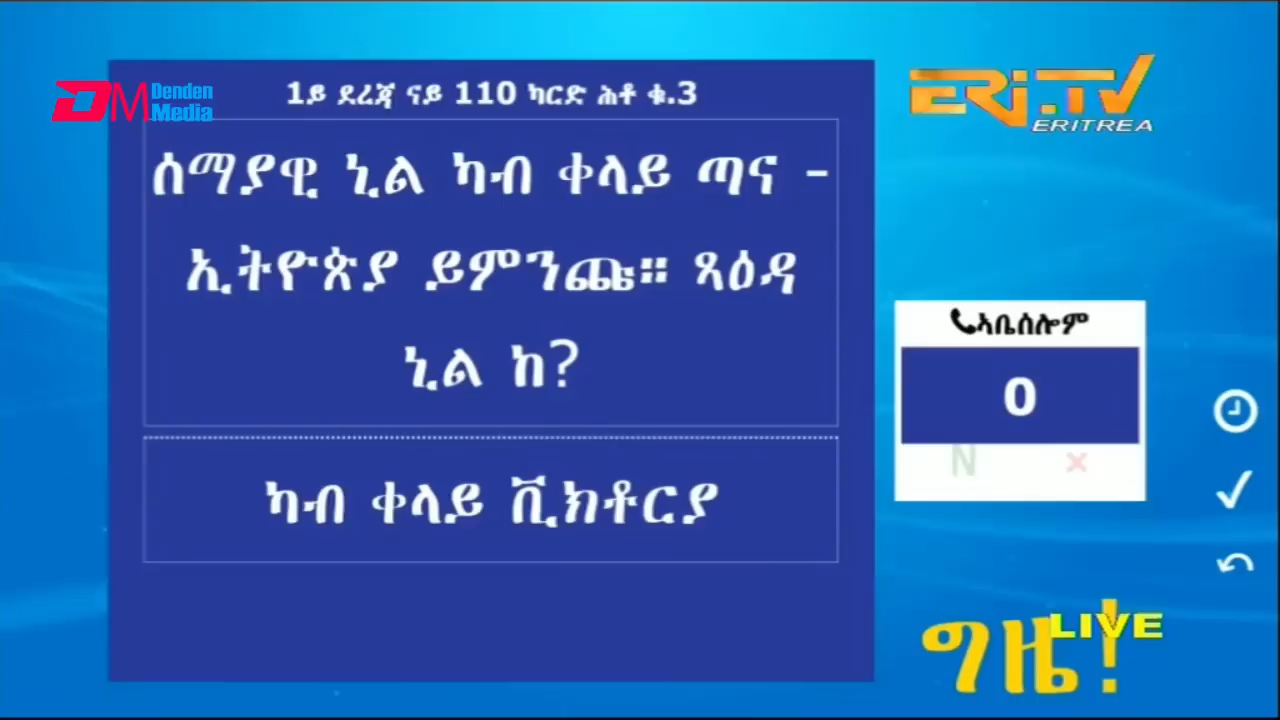 DM Denden Media
1ይ ደረጃ ናይ 110 ካርድ ሕቶ ቁ.3
ERi.TV
ERITREA
ሰማያዊ ኒል ካብ ቀላይ ጣና -
ኢትዮጵያ ይምንጩ። ጻዕዳ
ኒል ከ?
ኣቤሰሎም
0
N ×
ካብ ቀላይ ቪክቶርያ
ግዜ!
LIVE